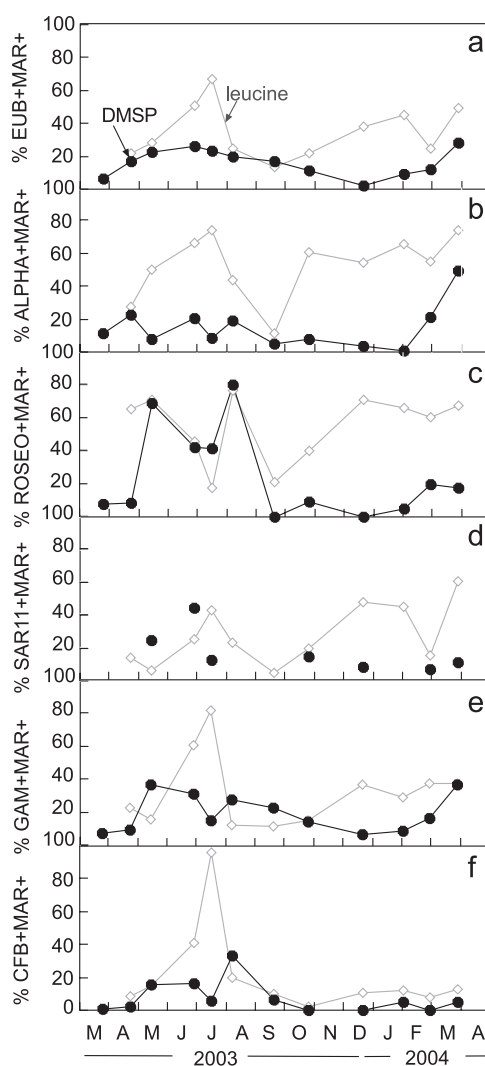 100
a
80
60
40
20
% EUB+MAR+
leucine
DMSP
100
b
80
60
40
20
% ALPHA+MAR+
100
c
80
60
40
20
% ROSEO+MAR+
100
d
80
60
40
20
% SAR11+MAR+
100
e
80
60
40
20
% GAM+MAR+
100
f
80
60
40
20
0
% CFB+MAR+
M A M J J A S O N D J F M A
2003 2004